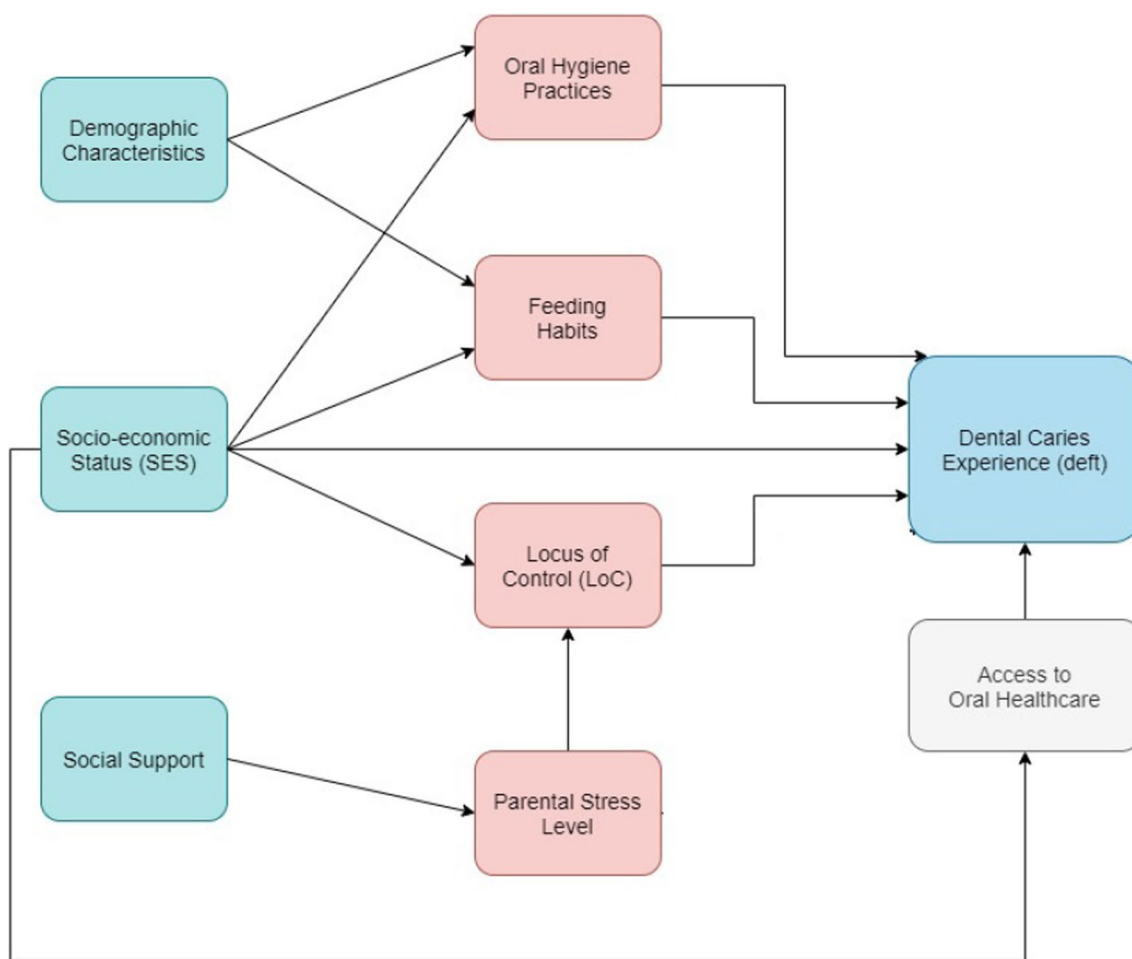 Oral Hygiene
Practices
Demographic
Characteristics
Feeding
Habits
Socio-economic
Status (SES)
Dental Caries
Experience (deft)
Locus of
Control (LoC)
Access to
Oral Healthcare
Social Support
Parental Stress
Level